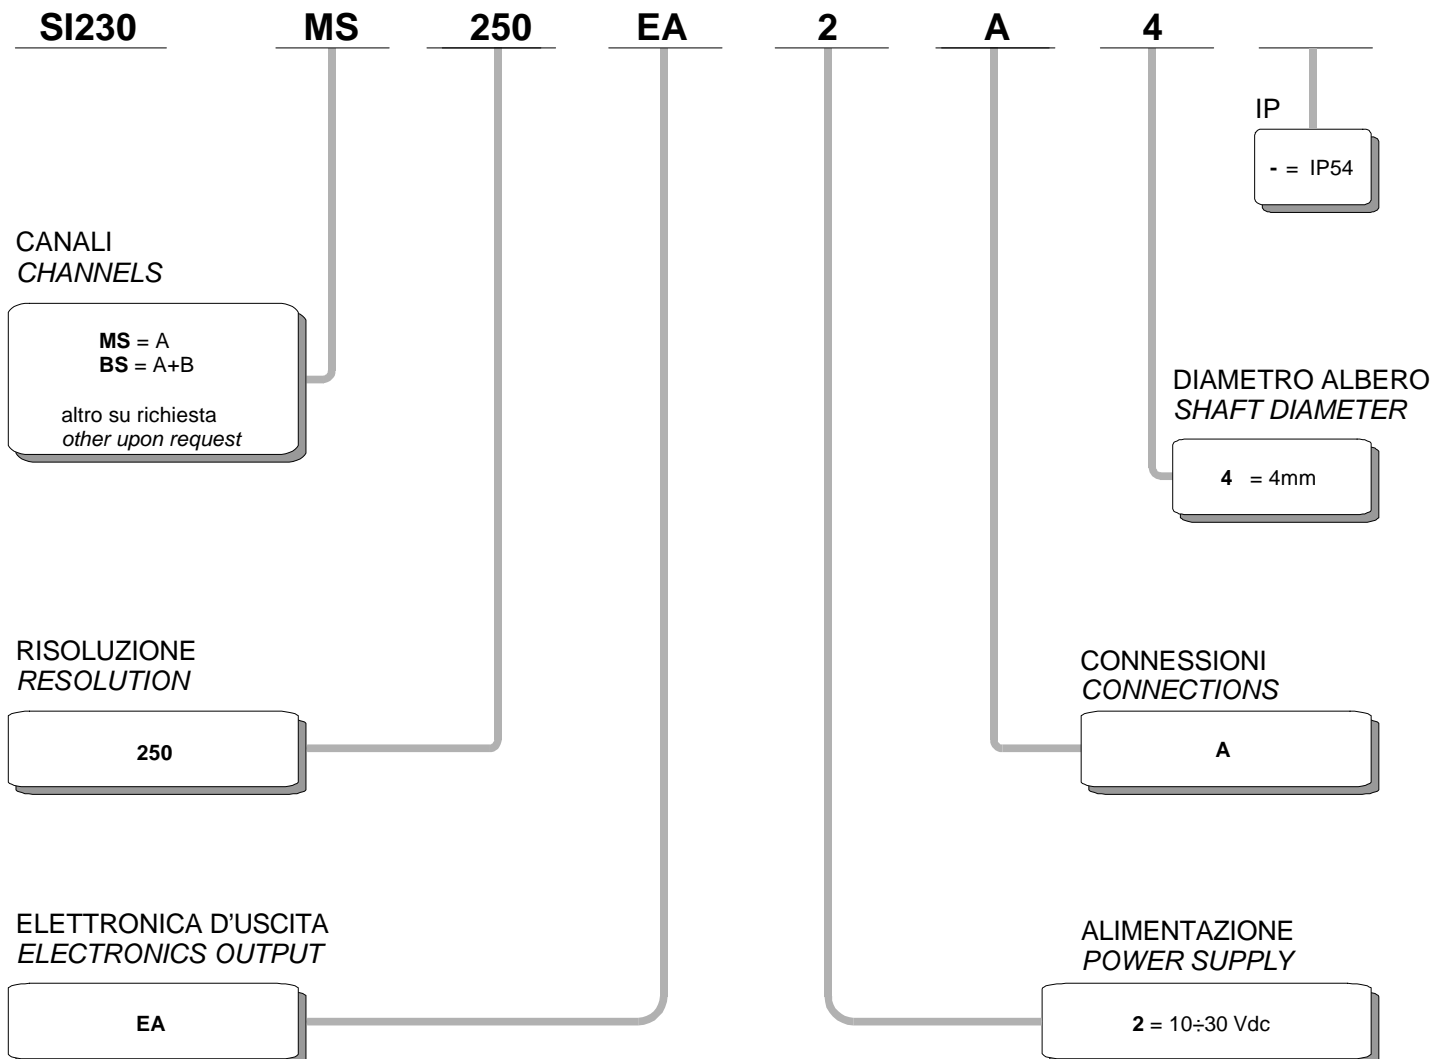 SI230 MS 250 EA 2 A 4
IP
- = IP54
CANALI
CHANNELS
MS = A
BS = A+B
altro su richiesta
other upon request
DIAMETRO ALBERO
SHAFT DIAMETER
4 = 4mm
RISOLUZIONE
RESOLUTION
250
CONNESSIONI
CONNECTIONS
A
ELETTRONICA D'USCITA
ELECTRONICS OUTPUT
EA
ALIMENTAZIONE
POWER SUPPLY
2 = 10÷30 Vdc